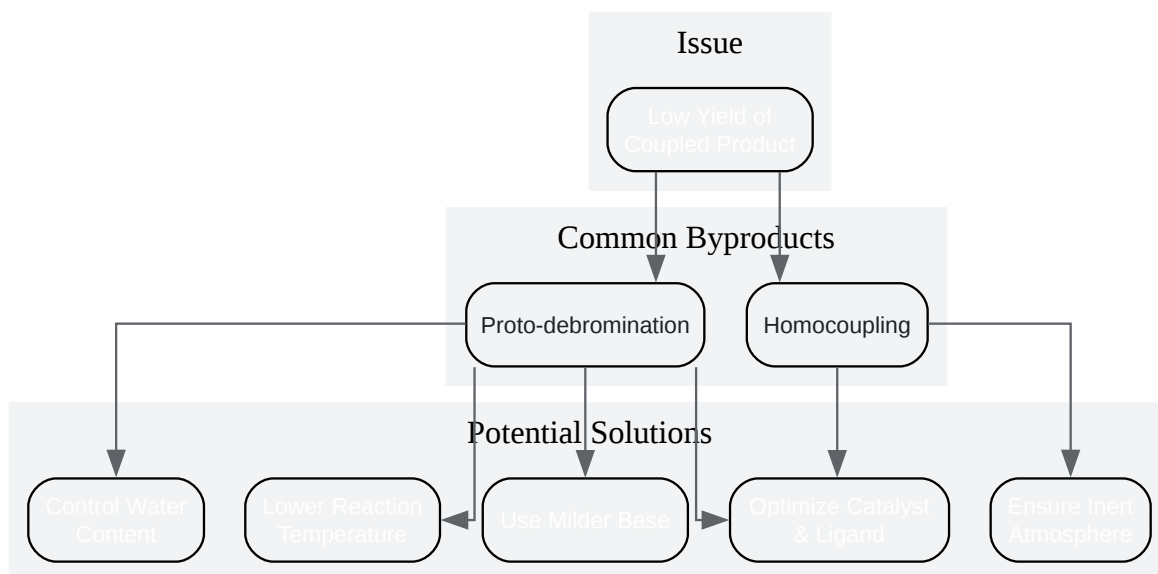 Issue
Low Yield of
Coupled Product
Common Byproducts
Proto-debromination
Homocoupling
Potential Solutions
Control Water
Content
Lower Reaction
Temperature
Use Milder Base
Optimize Catalyst
& Ligand
Ensure Inert
Atmosphere